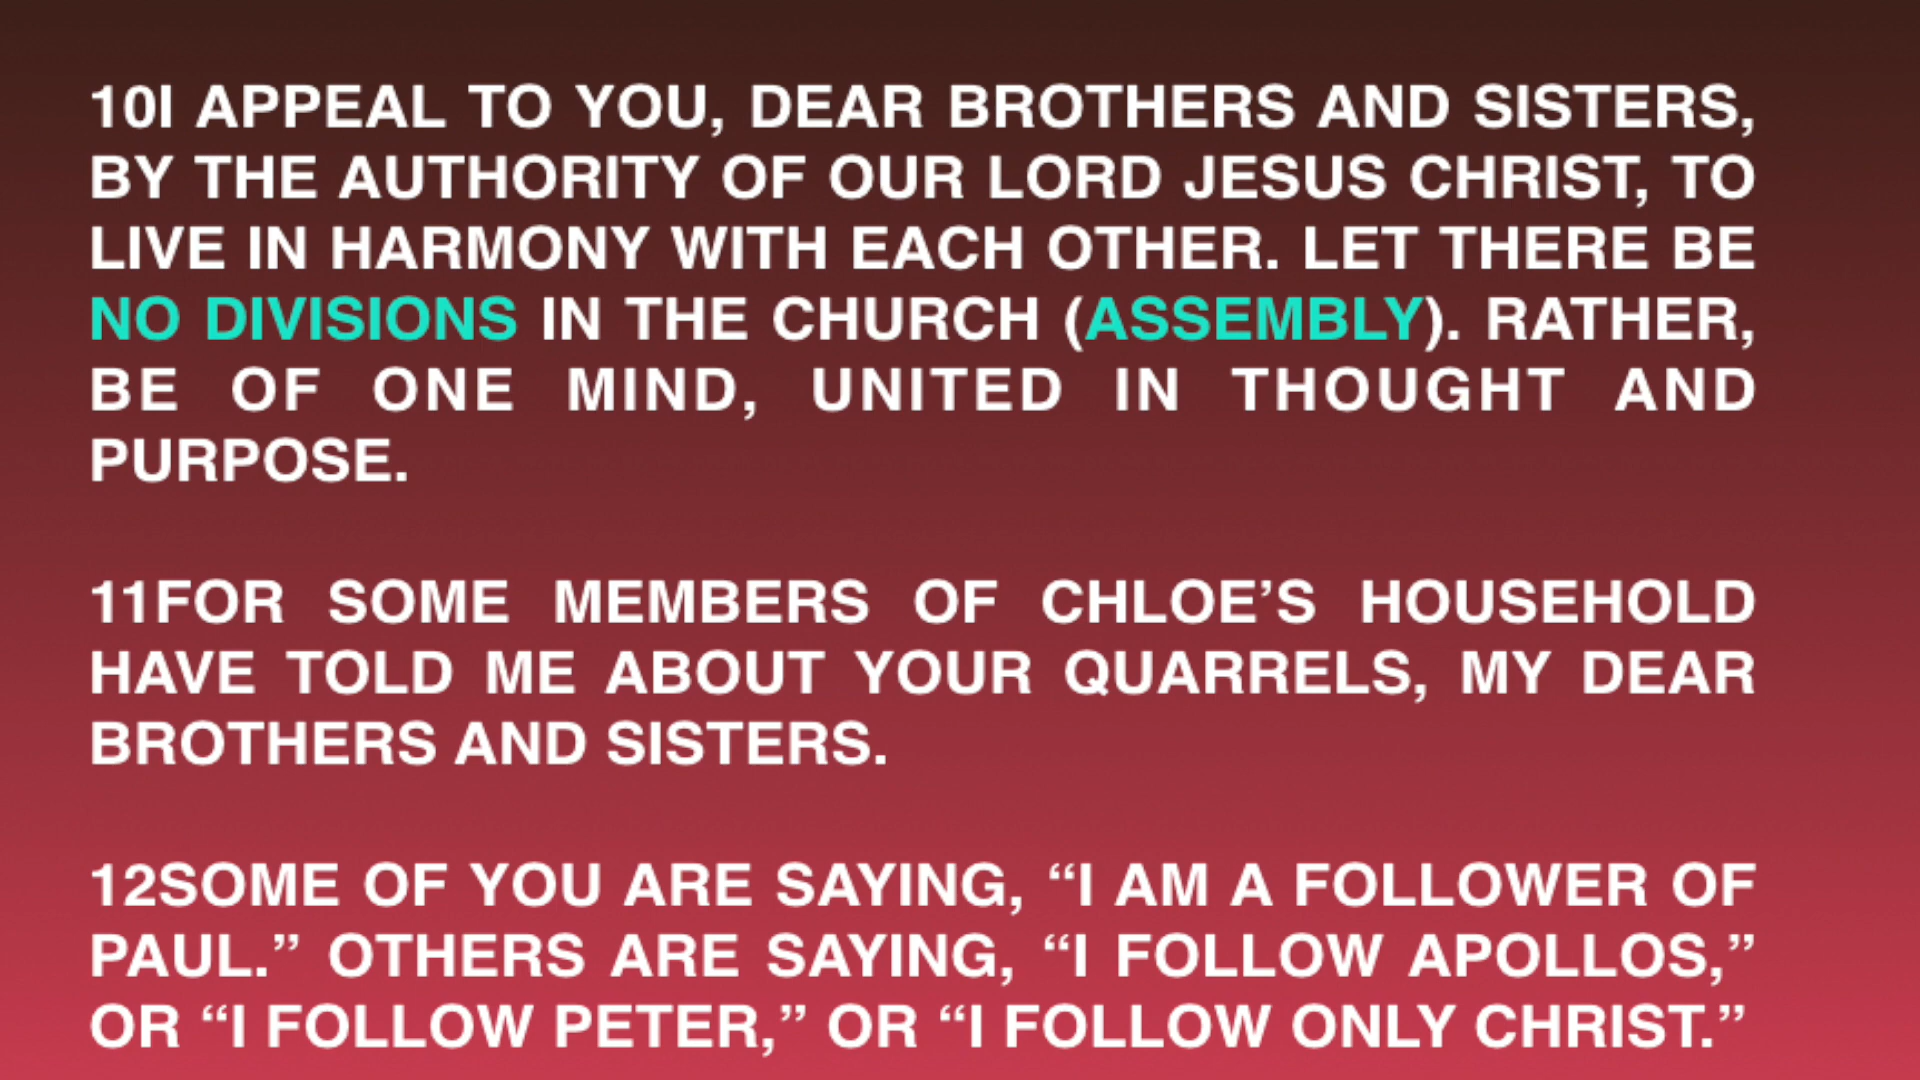 10I APPEAL TO YOU, DEAR BROTHERS AND SISTERS,
BY THE AUTHORITY OF OUR LORD JESUS CHRIST, TO
LIVE IN HARMONY WITH EACH OTHER. LET THERE BE
NO DIVISIONS IN THE CHURCH (ASSEMBLY). RATHER,
BE OF ONE MIND, UNITED IN THOUGHT AND
PURPOSE.
11FOR SOME MEMBERS OF CHLOE’S HOUSEHOLD
HAVE TOLD ME ABOUT YOUR QUARRELS, MY DEAR
BROTHERS AND SISTERS.
12SOME OF YOU ARE SAYING, “I AM A FOLLOWER OF
PAUL.” OTHERS ARE SAYING, “I FOLLOW APOLLOS,”
OR “I FOLLOW PETER,” OR “I FOLLOW ONLY CHRIST.”